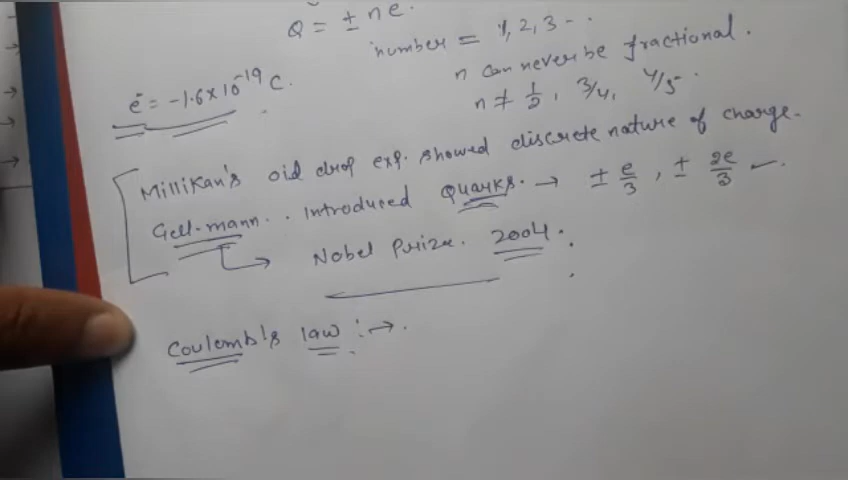 Q = ± ne.
number = 1, 2, 3 - .
n can never be fractional.
e⁻ = -1.6 x 10⁻¹⁹ C.
n ≠ 1/2, 3/4, 4/5 .
Millikan's oid drop exp. showed discrete nature of charge.
Gell-mann. . introduced Quarks. → ± e/3 , ± 2e/3
Nobel Prize. 2004.
Coulomb's law : →.